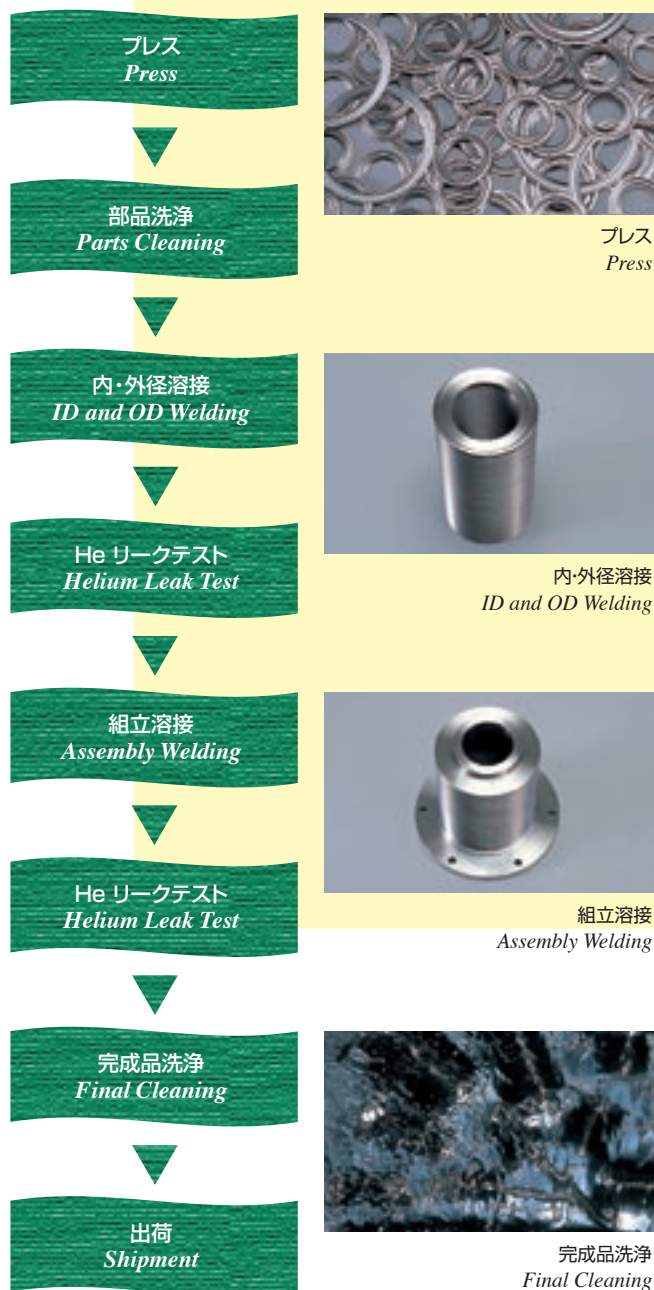 プレス
Press
プレス
Press
部品洗浄
Parts Cleaning
内・外径溶接
ID and OD Welding
内・外径溶接
ID and OD Welding
He リークテスト
Helium Leak Test
組立溶接
Assembly Welding
組立溶接
Assembly Welding
He リークテスト
Helium Leak Test
完成品洗浄
Final Cleaning
完成品洗浄
Final Cleaning
出荷
Shipment